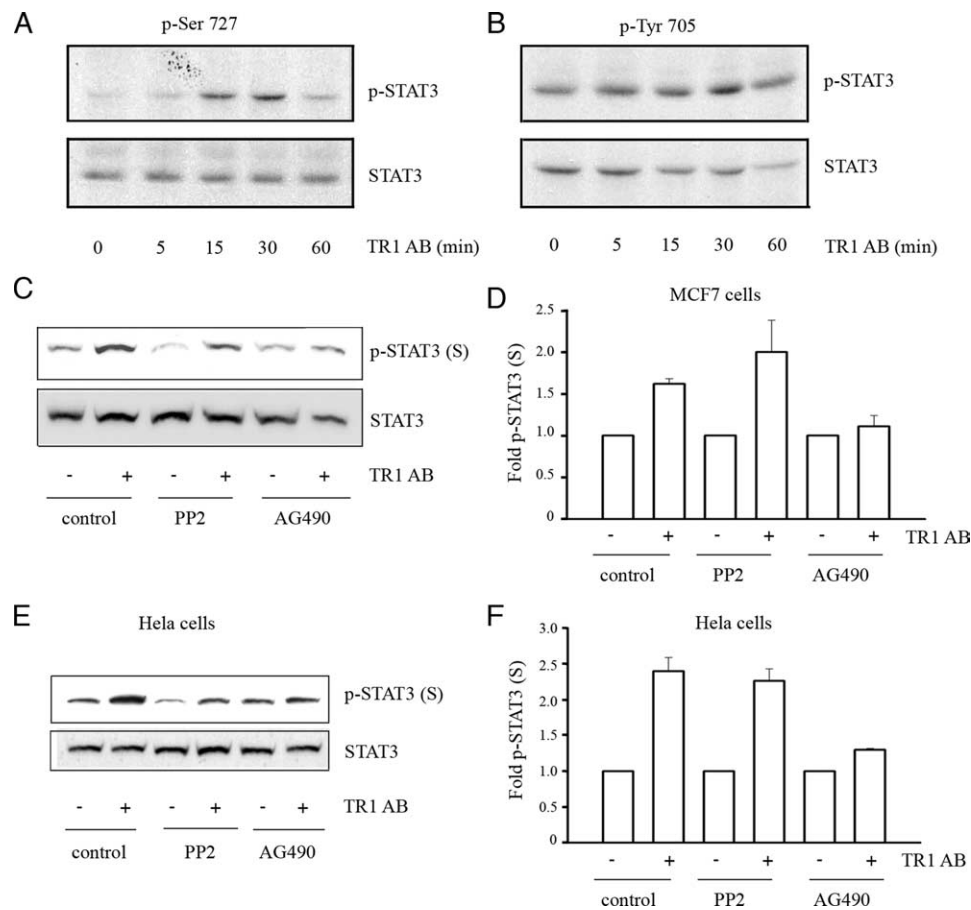 A
p-Ser 727
p-STAT3
STAT3
0 5 15 30 60 TR1 AB (min)
B
p-Tyr 705
p-STAT3
STAT3
0 5 15 30 60 TR1 AB (min)
C
p-STAT3 (S)
STAT3
- + - + - + TR1 AB
control PP2 AG490
D
MCF7 cells
Fold p-STAT3 (S)
2.5
2.0
1.5
1.0
0.5
0
- + - + - + TR1 AB
control PP2 AG490
E
Hela cells
p-STAT3 (S)
STAT3
- + - + - + TR1 AB
control PP2 AG490
F
Hela cells
Fold p-STAT3 (S)
3.0
2.5
2.0
1.5
1.0
0.5
0
- + - + - + TR1 AB
control PP2 AG490